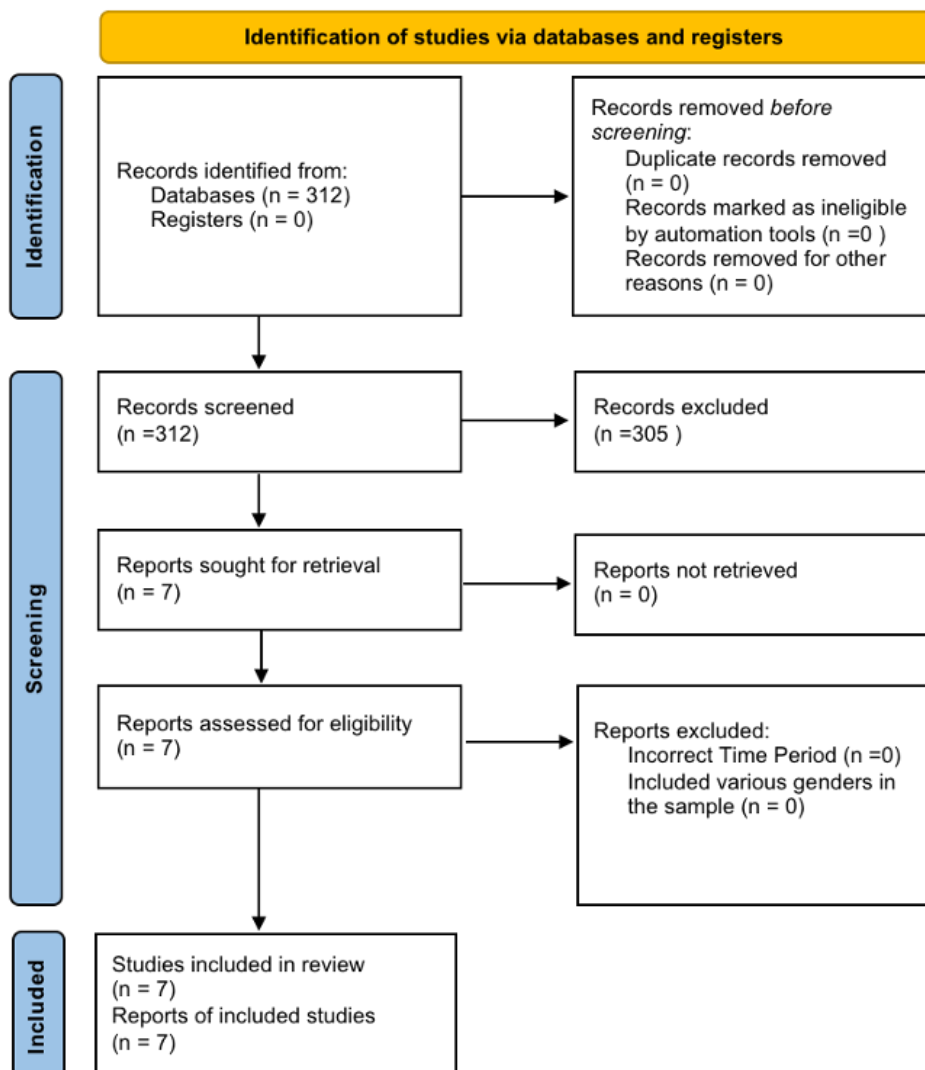 Identification of studies via databases and registers
Identification
Records identified from:
Databases (n = 312)
Registers (n = 0)
Records removed before
screening:
Duplicate records removed
(n = 0)
Records marked as ineligible
by automation tools (n =0 )
Records removed for other
reasons (n = 0)
Screening
Records screened
(n =312)
Records excluded
(n =305 )
Reports sought for retrieval
(n = 7)
Reports not retrieved
(n = 0)
Reports assessed for eligibility
(n = 7)
Reports excluded:
Incorrect Time Period (n =0)
Included various genders in
the sample (n = 0)
Included
Studies included in review
(n = 7)
Reports of included studies
(n = 7)